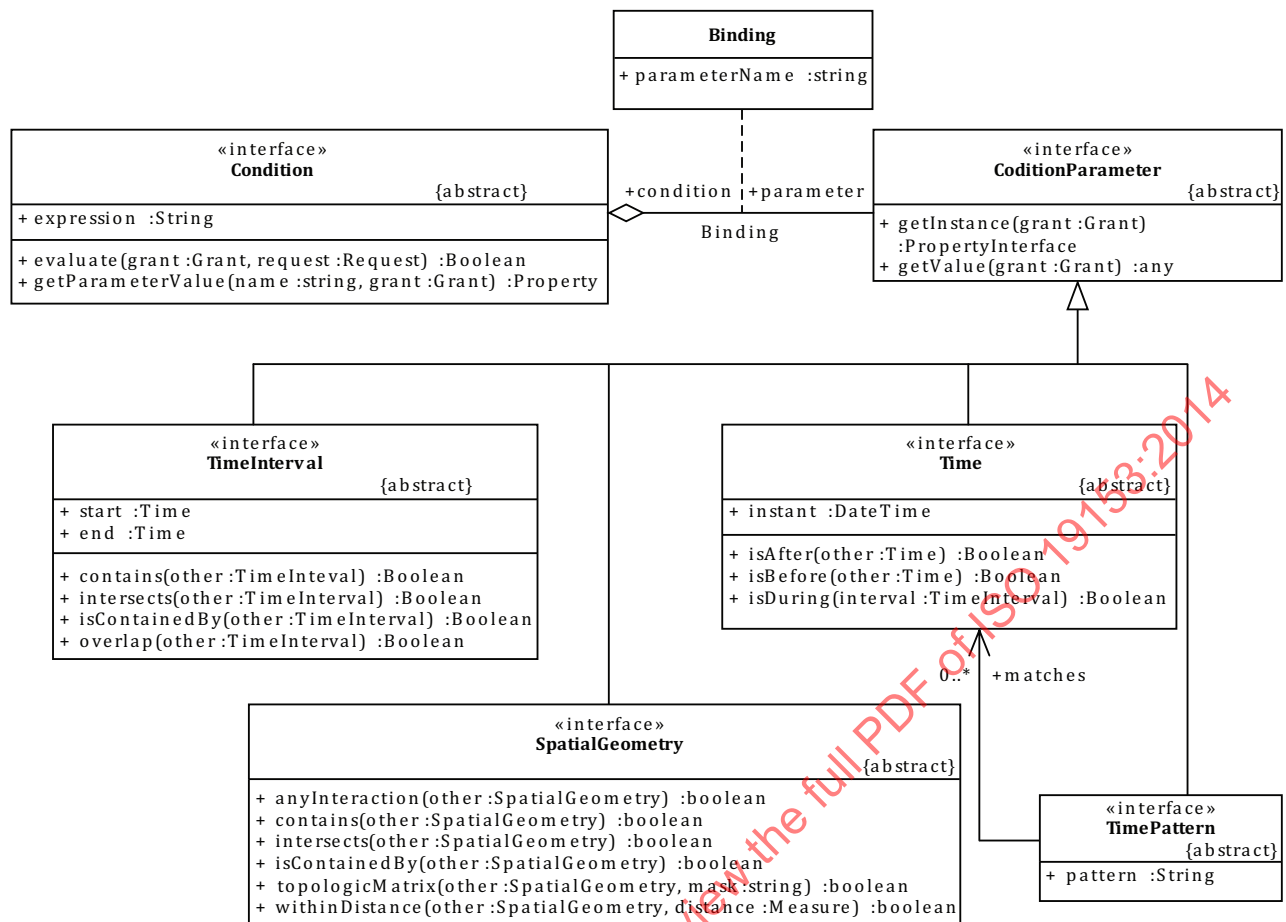 Binding
+ parameterName :string
«interface»
Condition
{abstract}
+ expression :String
+ evaluate(grant :Grant, request :Request) :Boolean
+ getParameterValue(name :string, grant :Grant) :Property
+condition
+parameter
Binding
«interface»
CoditionParameter
{abstract}
+ getInstance(grant :Grant)
:PropertyInterface
+ getValue(grant :Grant) :any
«interface»
TimeInterval
{abstract}
+ start :Time
+ end :Time
+ contains(other :TimeInteval) :Boolean
+ intersects(other :TimeInterval) :Boolean
+ isContainedBy(other :TimeInterval) :Boolean
+ overlap(other :TimeInterval) :Boolean
«interface»
Time
{abstract}
+ instant :DateTime
+ isAfter(other :Time) :Boolean
+ isBefore(other :Time) :Boolean
+ isDuring(interval :TimeInterval) :Boolean
0..*
+matches
«interface»
SpatialGeometry
{abstract}
+ anyInteraction(other :SpatialGeometry) :boolean
+ contains(other :SpatialGeometry) :boolean
+ intersects(other :SpatialGeometry) :boolean
+ isContainedBy(other :SpatialGeometry) :boolean
+ topologicMatrix(other :SpatialGeometry, mask :string) :boolean
+ withinDistance(other :SpatialGeometry, distance :Measure) :boolean
«interface»
TimePattern
{abstract}
+ pattern :String
view the full PDF of ISO 19153:2014